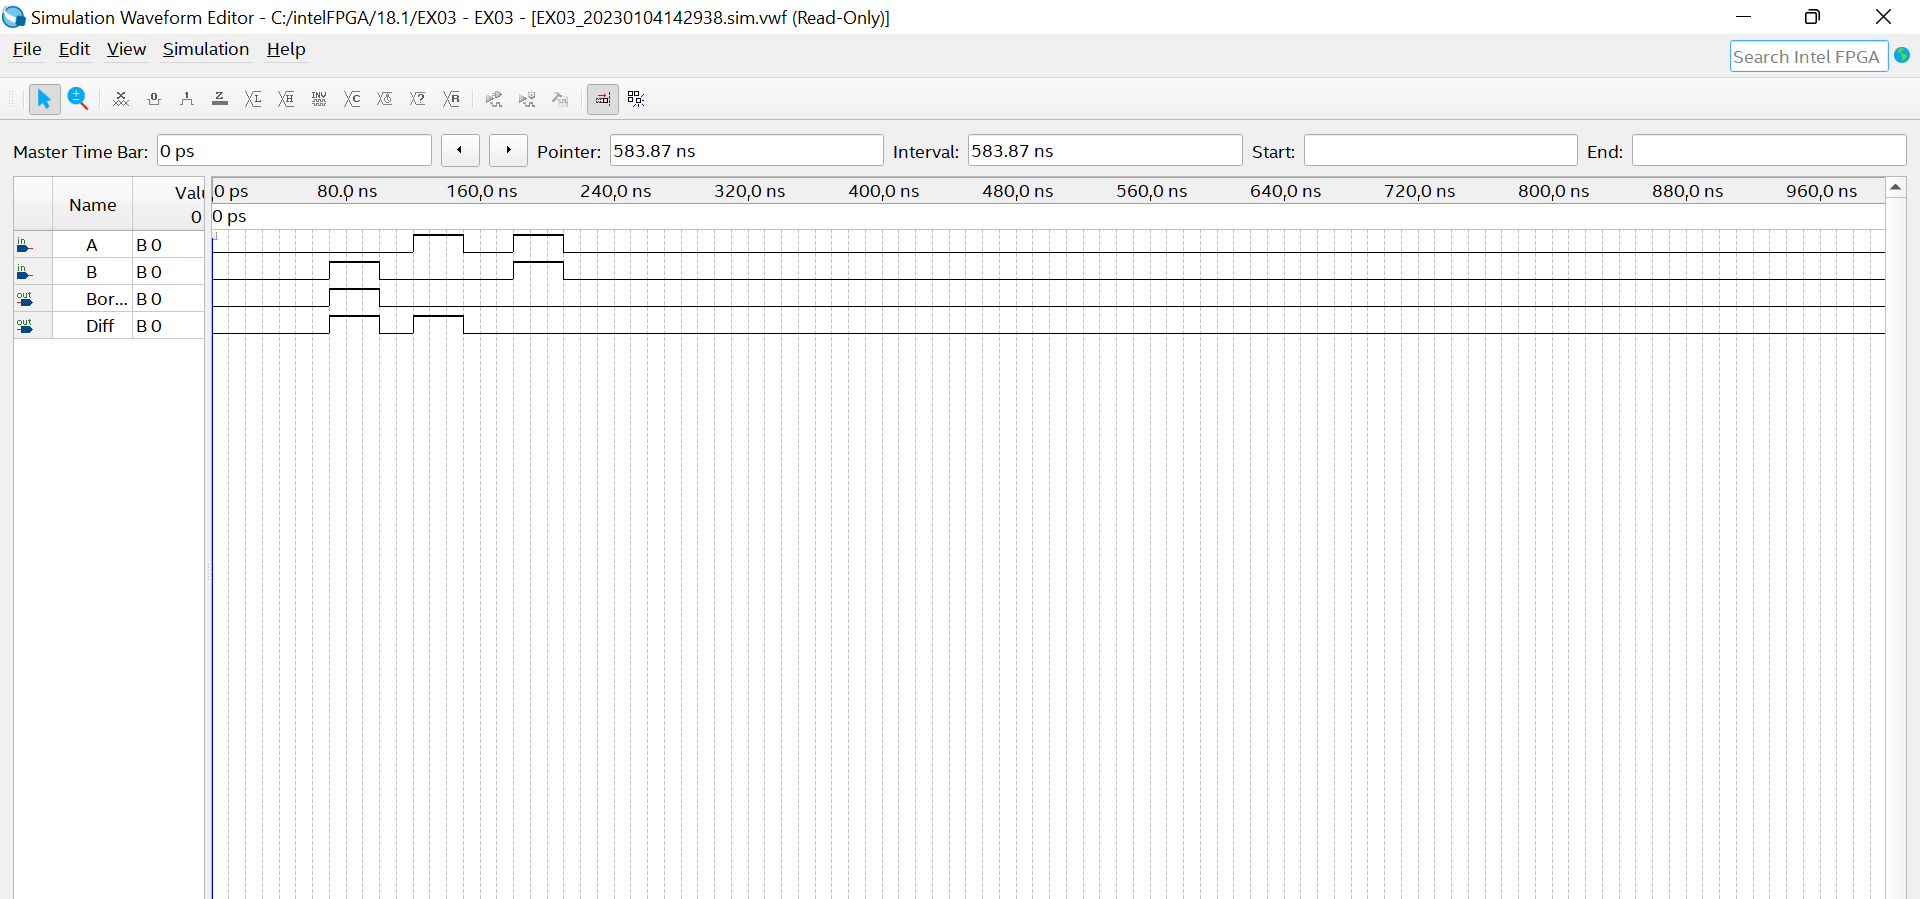 Simulation Waveform Editor - C:/intelFPGA/18.1/EX03 - EX03 - [EX03_20230104142938.sim.vwf (Read-Only)]
File Edit View Simulation Help
Search Intel FPGA
Master Time Bar: 0 ps Pointer: 583.87 ns Interval: 583.87 ns Start: End:
Name Valu 0 ps 80.0 ns 160.0 ns 240.0 ns 320.0 ns 400.0 ns 480.0 ns 560.0 ns 640.0 ns 720.0 ns 800.0 ns 880.0 ns 960.0 ns
0 0 ps
in A B 0
in B B 0
out Bor... B 0
out Diff B 0